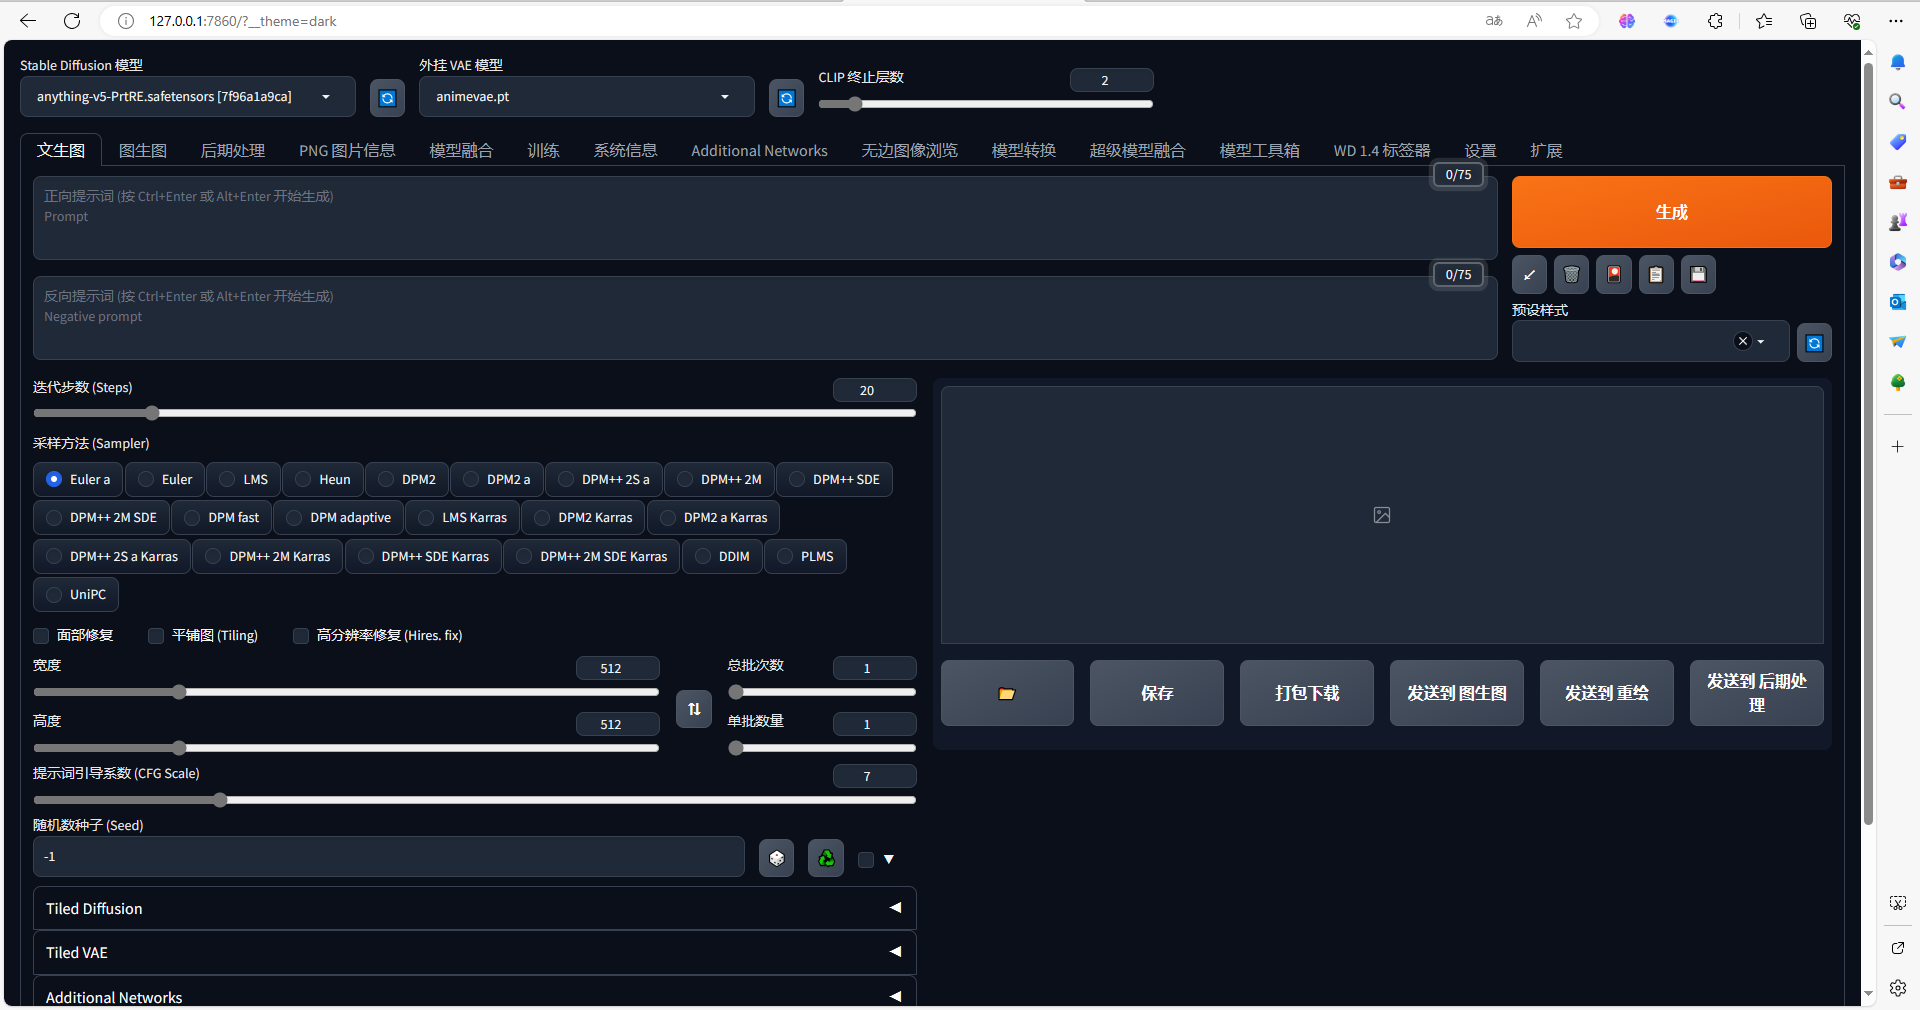 127.0.0.1:7860/?__theme=dark
Stable Diffusion 模型
外挂 VAE 模型
CLIP 终止层数
2
anything-v5-PrtRE.safetensors [7f96a1a9ca]
animevae.pt
文生图 图生图 后期处理 PNG 图片信息 模型融合 训练 系统信息 Additional Networks 无边图像浏览 模型转换 超级模型融合 模型工具箱 WD 1.4 标签器 设置 扩展
0/75
正向提示词 (按 Ctrl+Enter 或 Alt+Enter 开始生成)
Prompt
生成
0/75
反向提示词 (按 Ctrl+Enter 或 Alt+Enter 开始生成)
Negative prompt
预设样式
迭代步数 (Steps)
20
采样方法 (Sampler)
Euler a Euler LMS Heun DPM2 DPM2 a DPM++ 2S a DPM++ 2M DPM++ SDE
DPM++ 2M SDE DPM fast DPM adaptive LMS Karras DPM2 Karras DPM2 a Karras
DPM++ 2S a Karras DPM++ 2M Karras DPM++ SDE Karras DPM++ 2M SDE Karras DDIM PLMS
UniPC
面部修复 平铺图 (Tiling) 高分辨率修复 (Hires. fix)
宽度
512
总批次数
1
高度
512
单批数量
1
提示词引导系数 (CFG Scale)
7
随机数种子 (Seed)
-1
Tiled Diffusion
Tiled VAE
Additional Networks
保存
打包下载
发送到 图生图
发送到 重绘
发送到 后期处
理